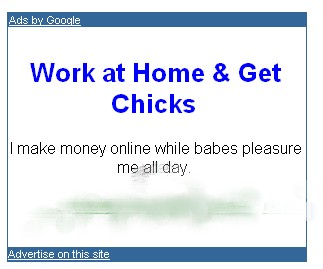 Ads by Google
Work at Home & Get
Chicks
I make money online while babes pleasure
me all day.
Advertise on this site